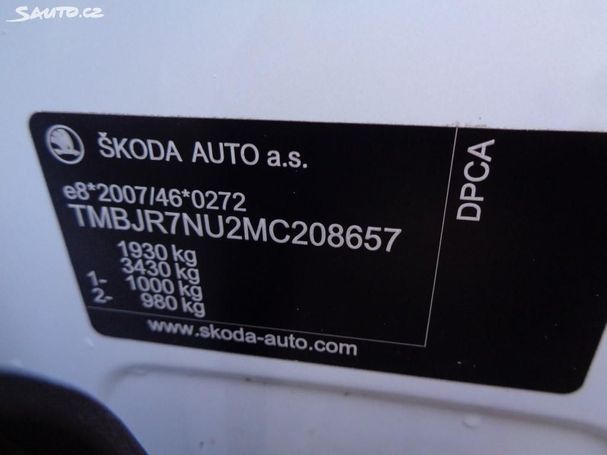 SAUTO.CZ
ŠKODA AUTO a.s.
e8*2007/46*0272
TMBJR7NU2MC208657
1930 kg
3430 kg
1- 1000 kg
2- 980 kg
www.skoda-auto.com
DPCA